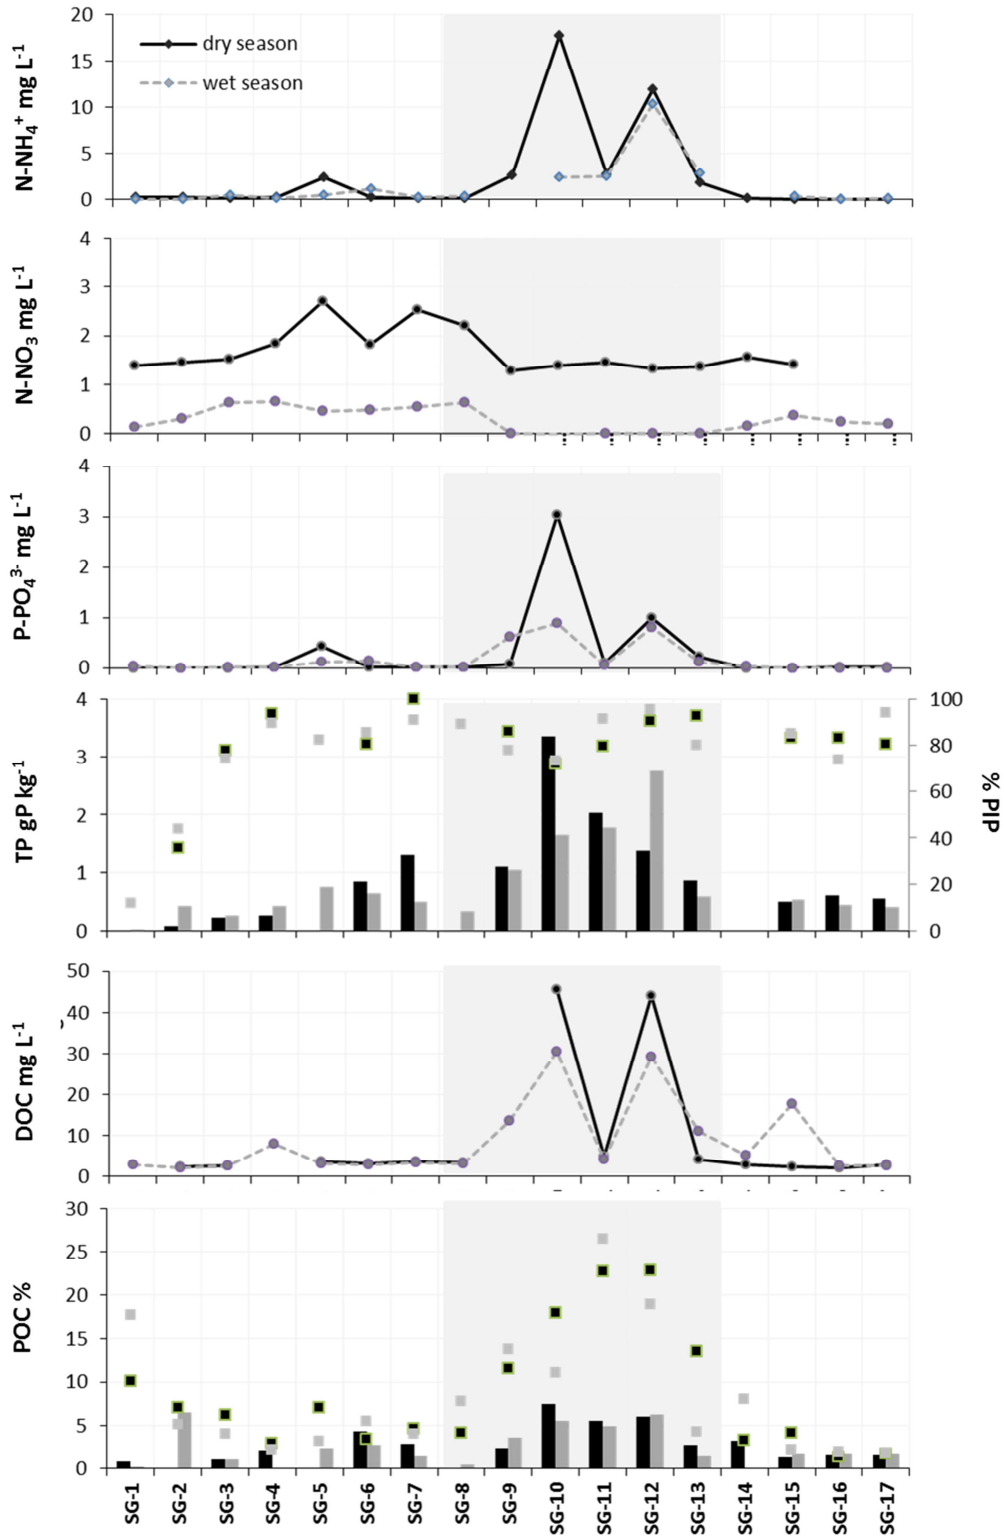 N-NH₄⁺ mg L⁻¹
20
15
10
5
0
dry season
wet season
N-NO₃ mg L⁻¹
4
3
2
1
0
P-PO₄³⁻ mg L⁻¹
4
3
2
1
0
TP gP kg⁻¹
4
3
2
1
0
100
80
60
40
20
0
% PIP
DOC mg L⁻¹
50
40
30
20
10
0
POC %
30
25
20
15
10
5
0
SG-1
SG-2
SG-3
SG-4
SG-5
SG-6
SG-7
SG-8
SG-9
SG-10
SG-11
SG-12
SG-13
SG-14
SG-15
SG-16
SG-17